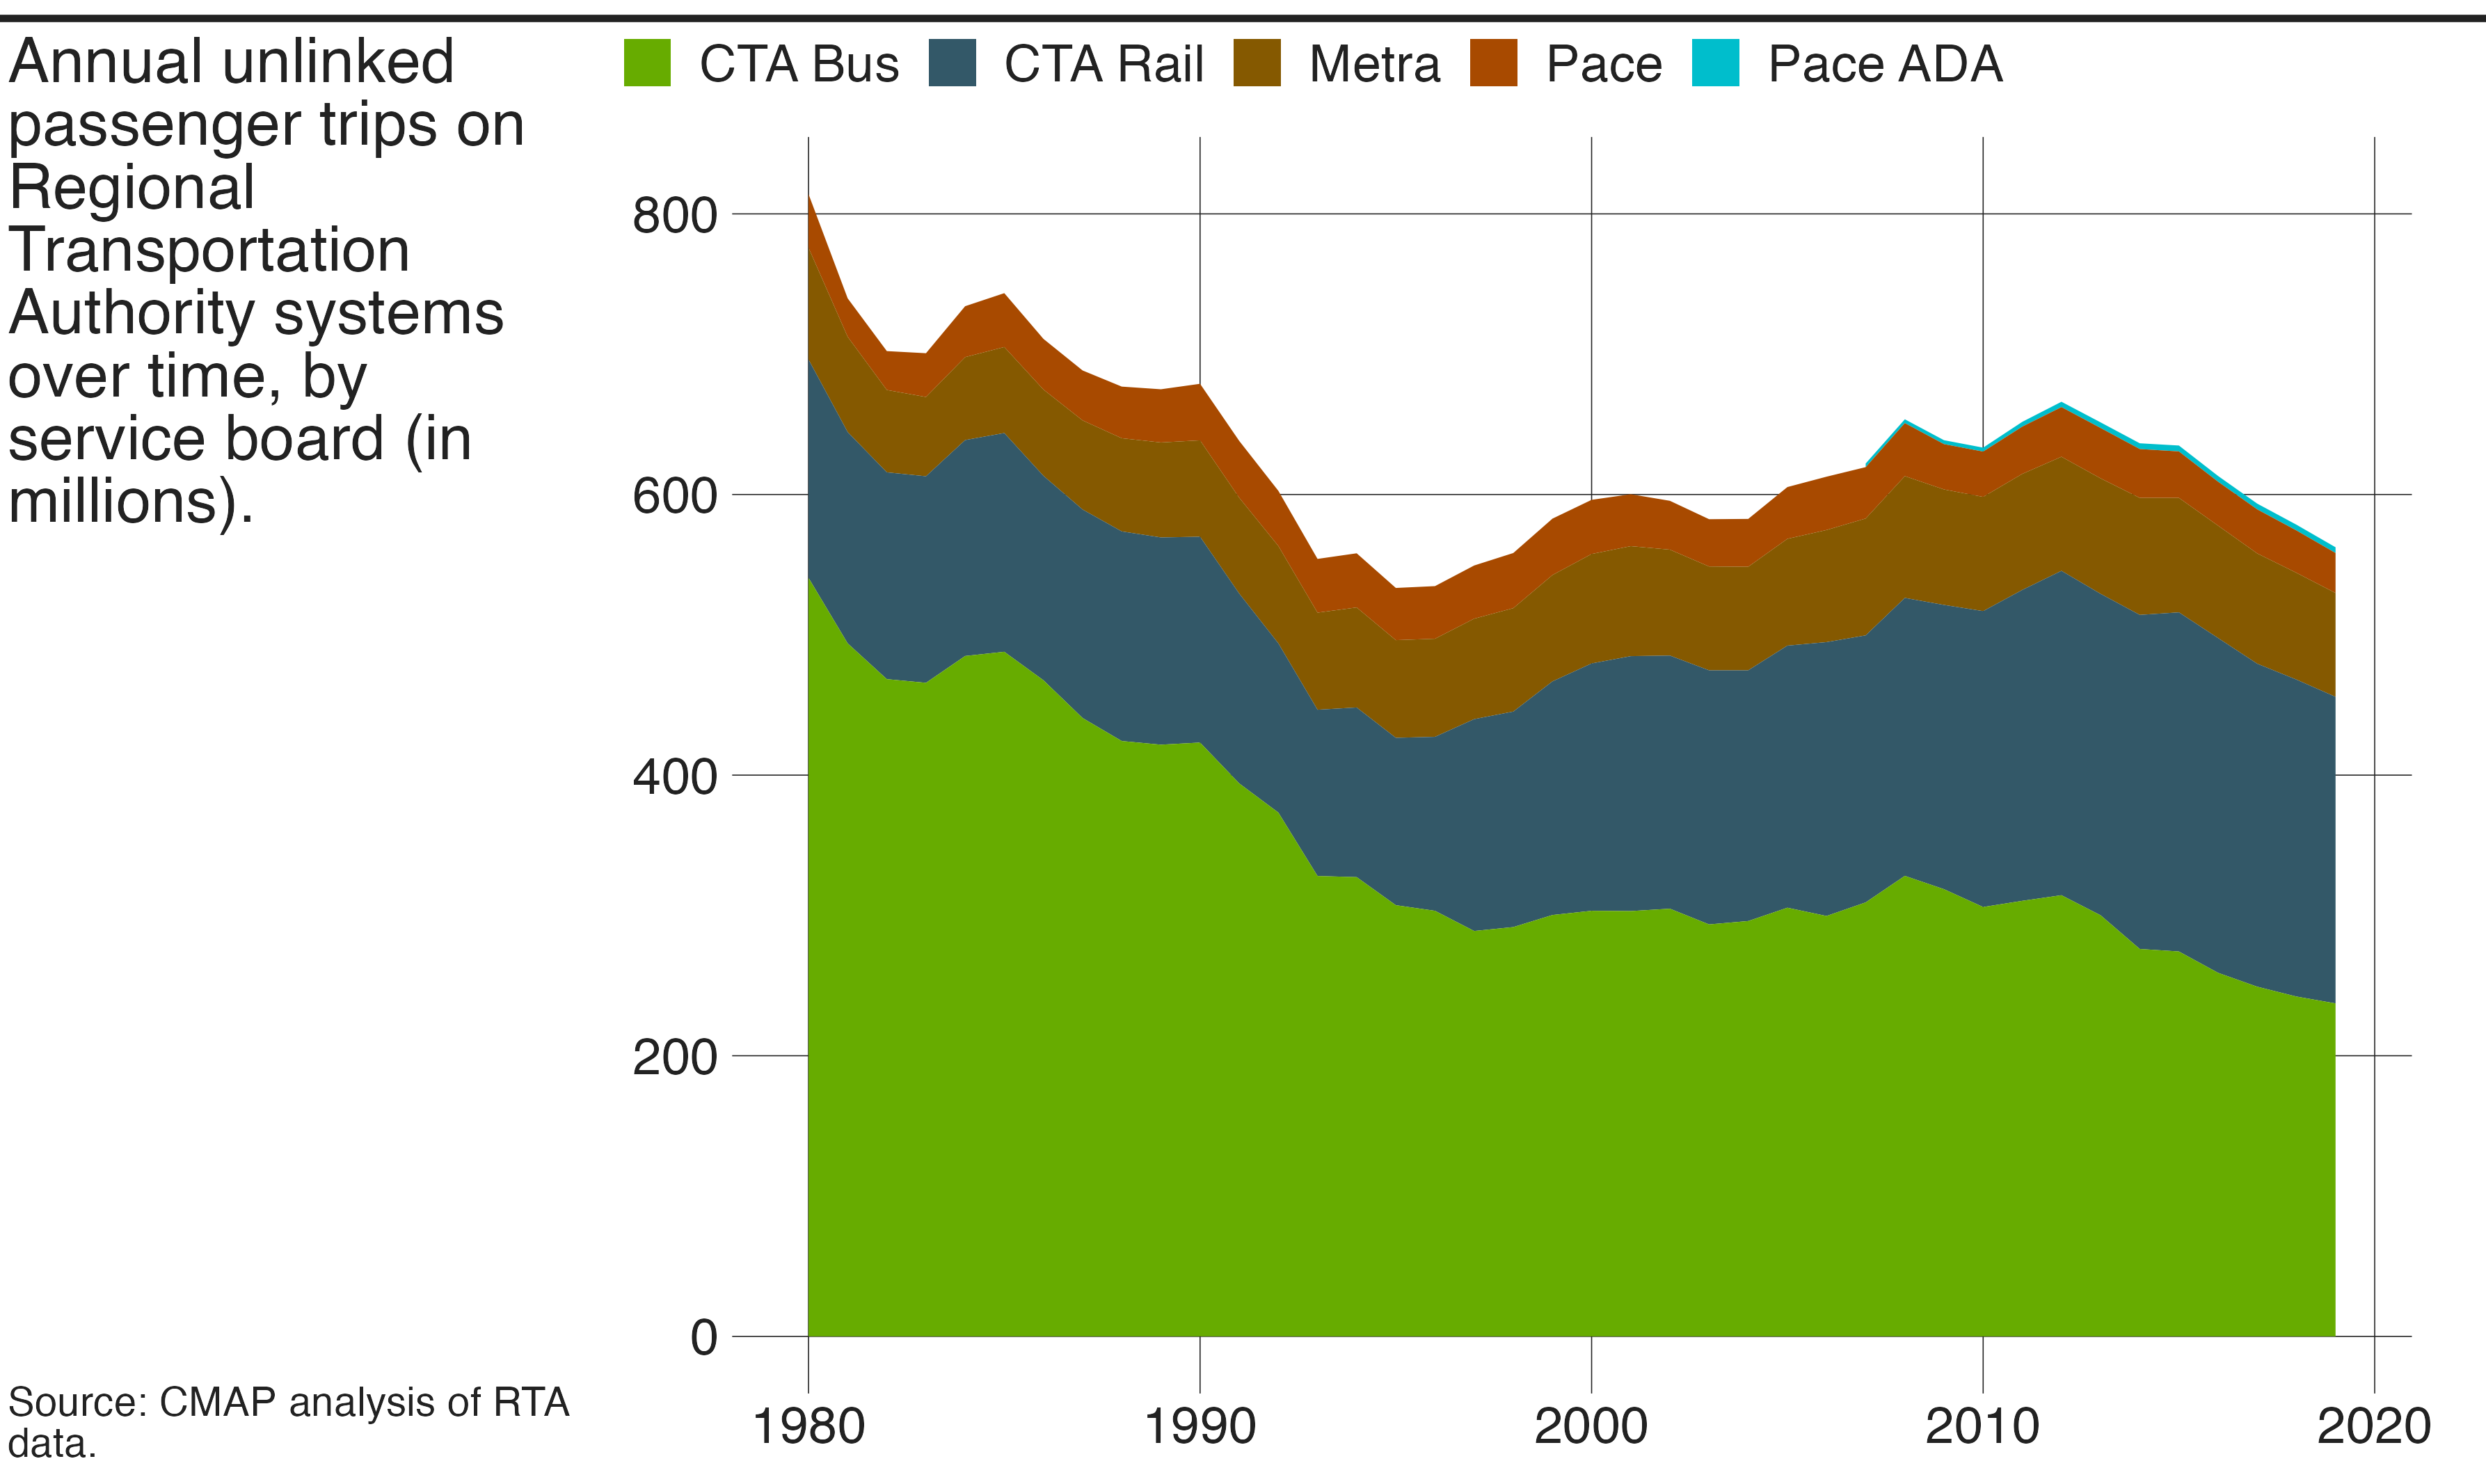 Annual unlinked
passenger trips on
Regional
Transportation
Authority systems
over time, by
service board (in
millions).
CTA Bus CTA Rail Metra Pace Pace ADA
800
600
400
200
0
1980 1990 2000 2010 2020
Source: CMAP analysis of RTA
data.